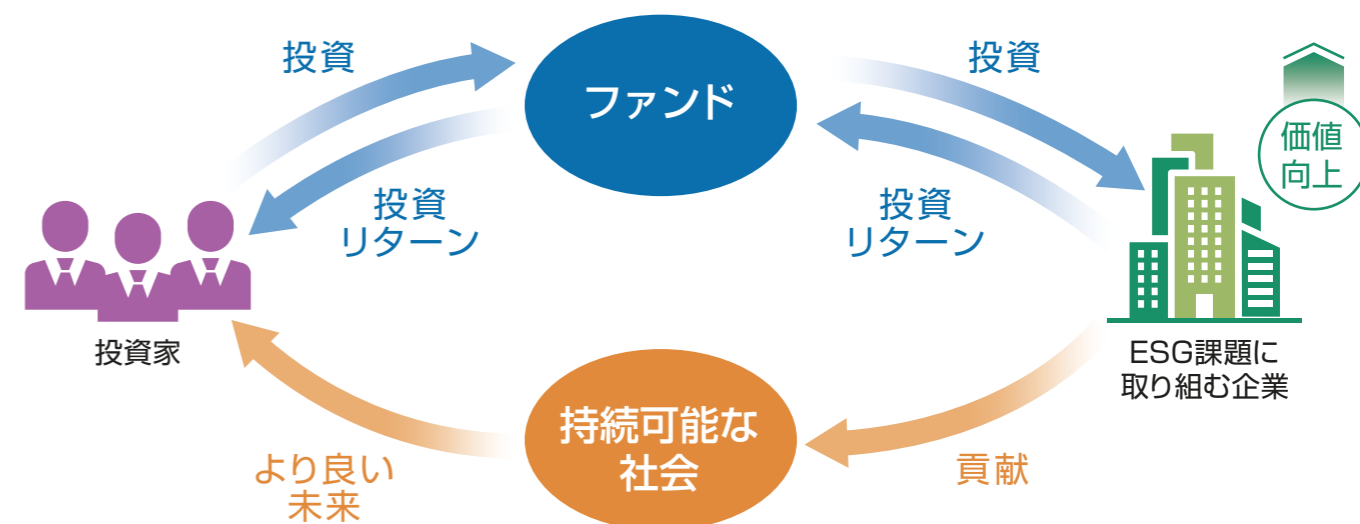 投資
ファンド
投資
価値
向上
投資
リターン
投資
リターン
投資家
ESG課題に
取り組む企業
持続可能な
社会
より良い
未来
貢献